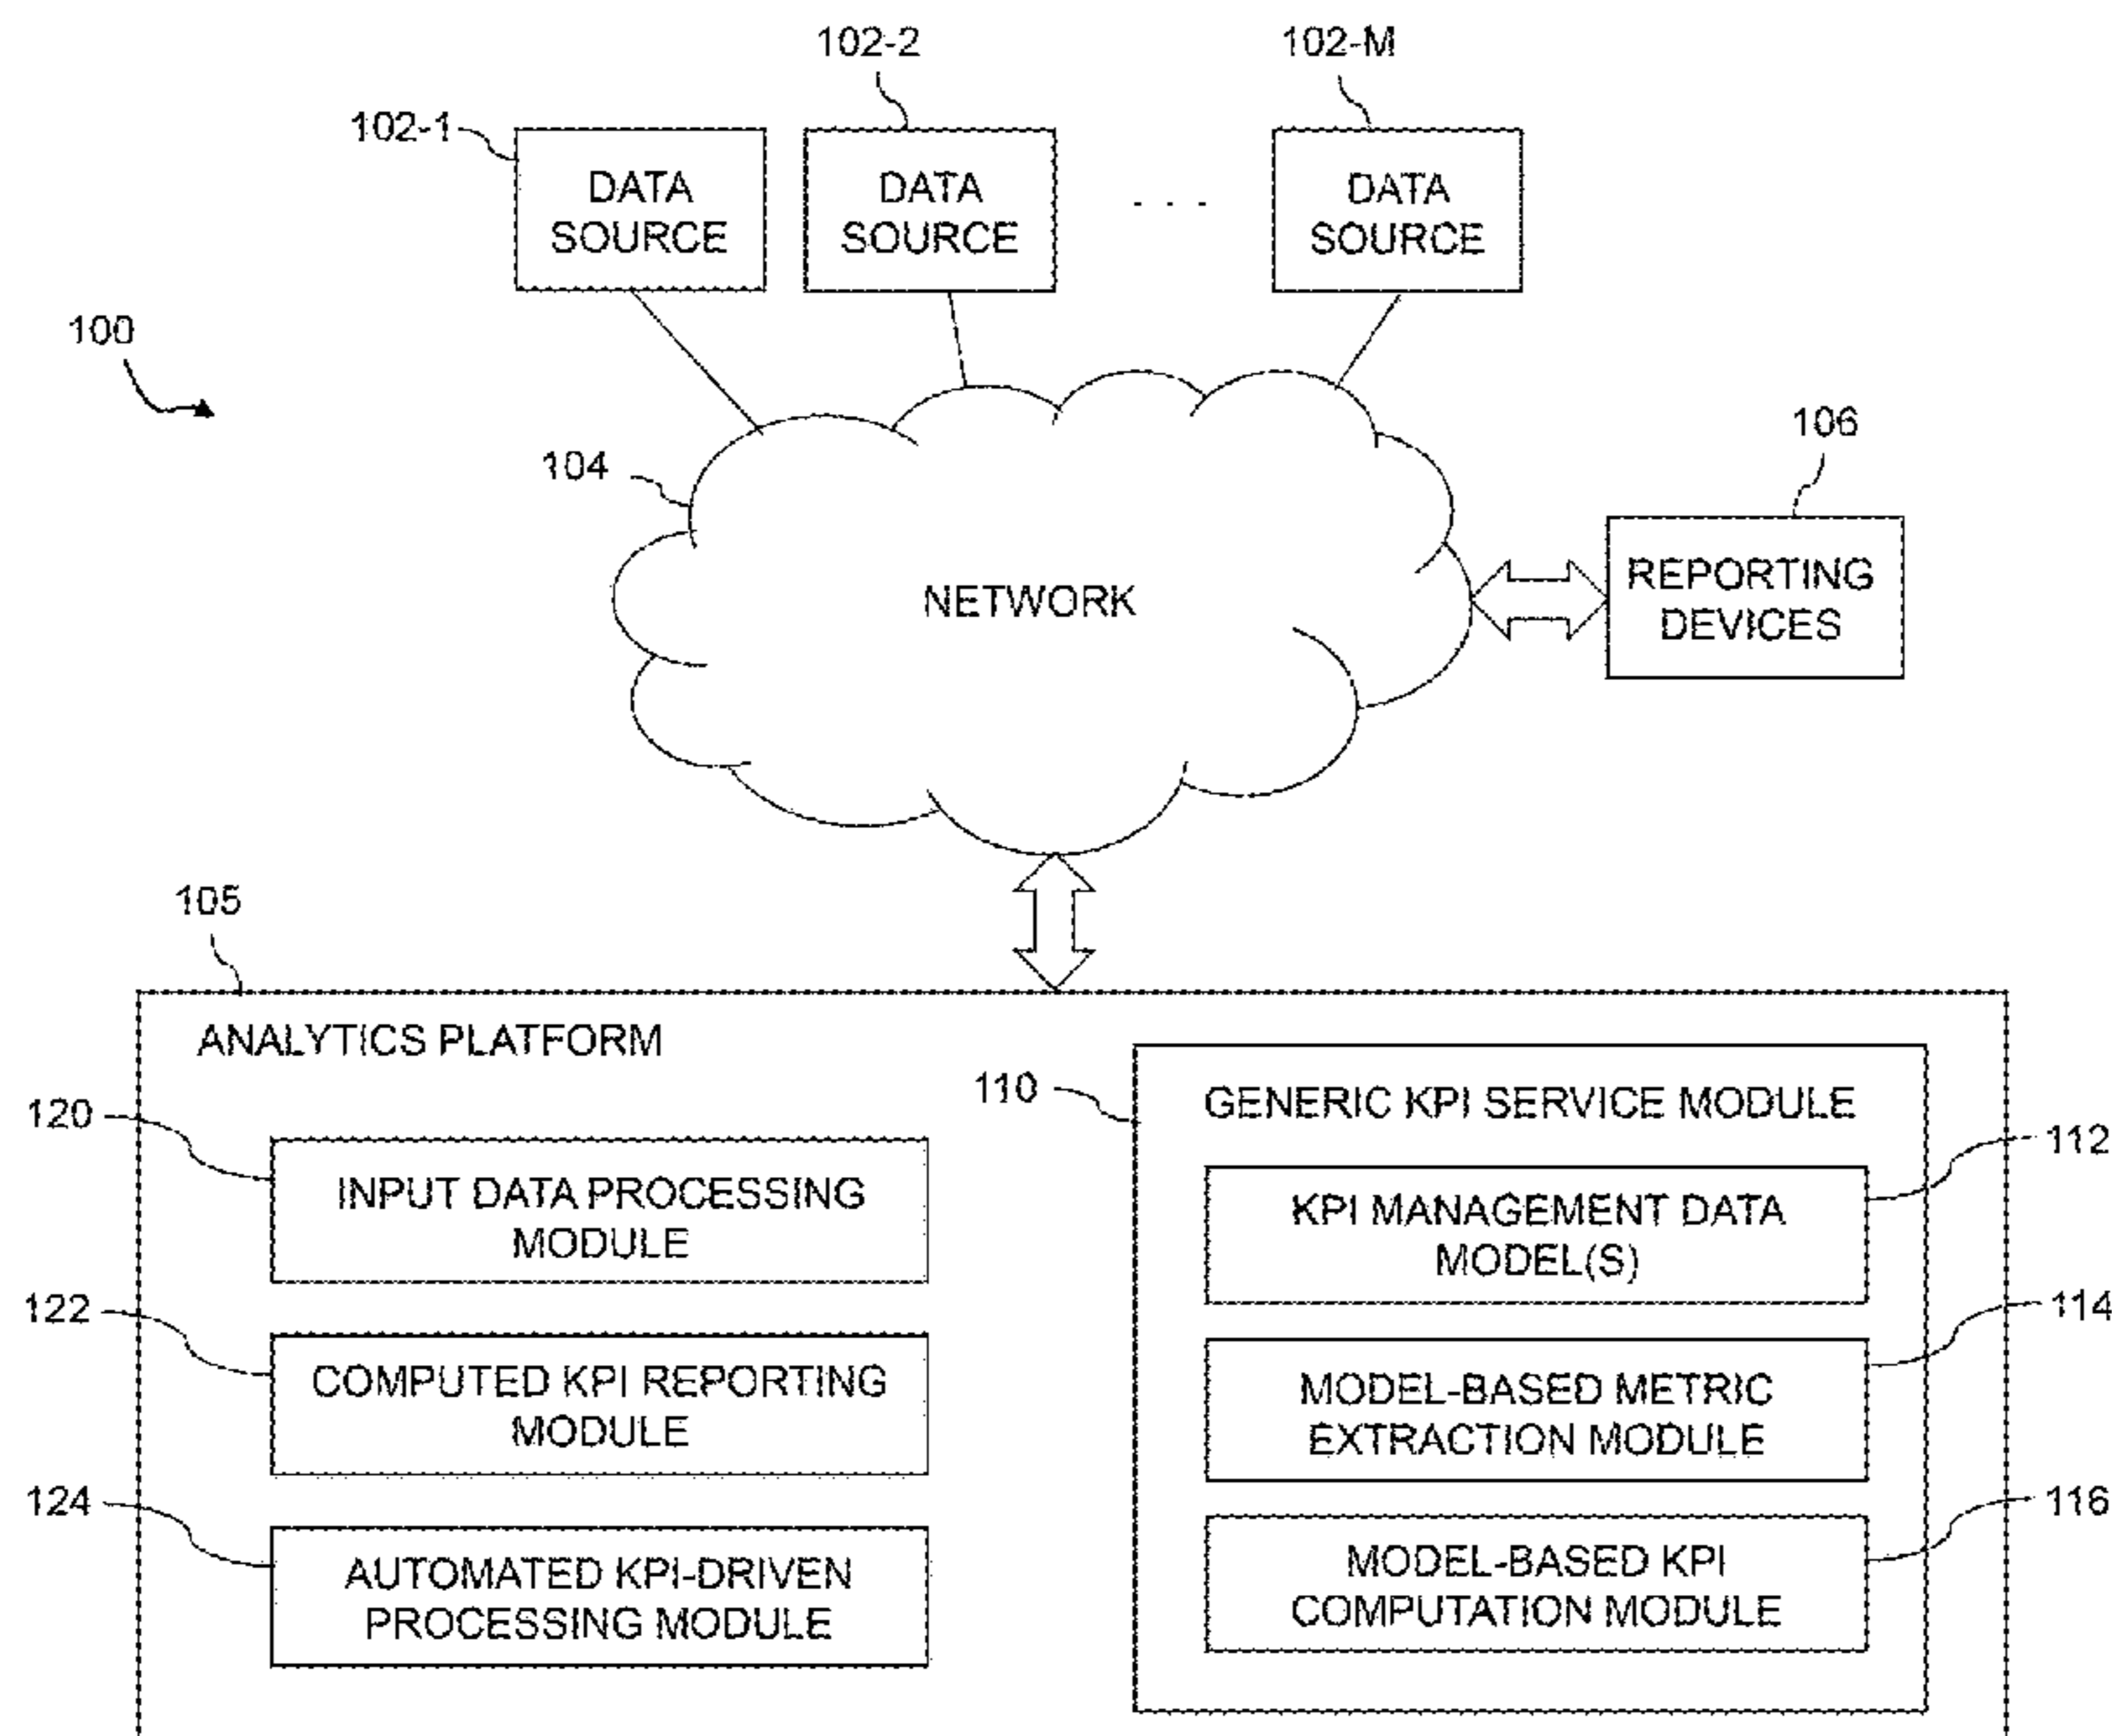 102-2
102-M
102-1
DATA
SOURCE
DATA
SOURCE
. . .
DATA
SOURCE
100
106
104
NETWORK
REPORTING
DEVICES
105
ANALYTICS PLATFORM
110
GENERIC KPI SERVICE MODULE
120
112
INPUT DATA PROCESSING
MODULE
KPI MANAGEMENT DATA
MODEL(S)
122
114
COMPUTED KPI REPORTING
MODULE
MODEL-BASED METRIC
EXTRACTION MODULE
124
116
AUTOMATED KPI-DRIVEN
PROCESSING MODULE
MODEL-BASED KPI
COMPUTATION MODULE